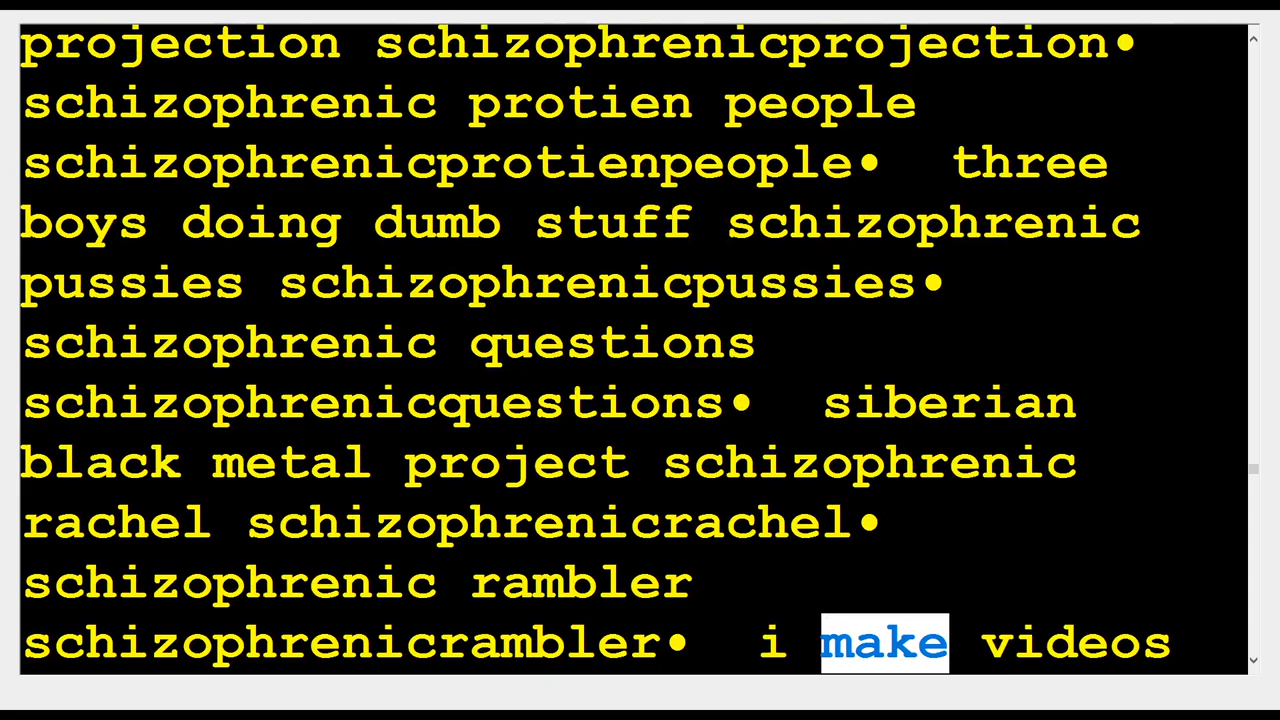 projection schizophrenicprojection•
schizophrenic protien people
schizophrenicprotienpeople•  three
boys doing dumb stuff schizophrenic
pussies schizophrenicpussies•
schizophrenic questions
schizophrenicquestions•  siberian
black metal project schizophrenic
rachel schizophrenicrachel•
schizophrenic rambler
schizophrenicrambler•  i make videos